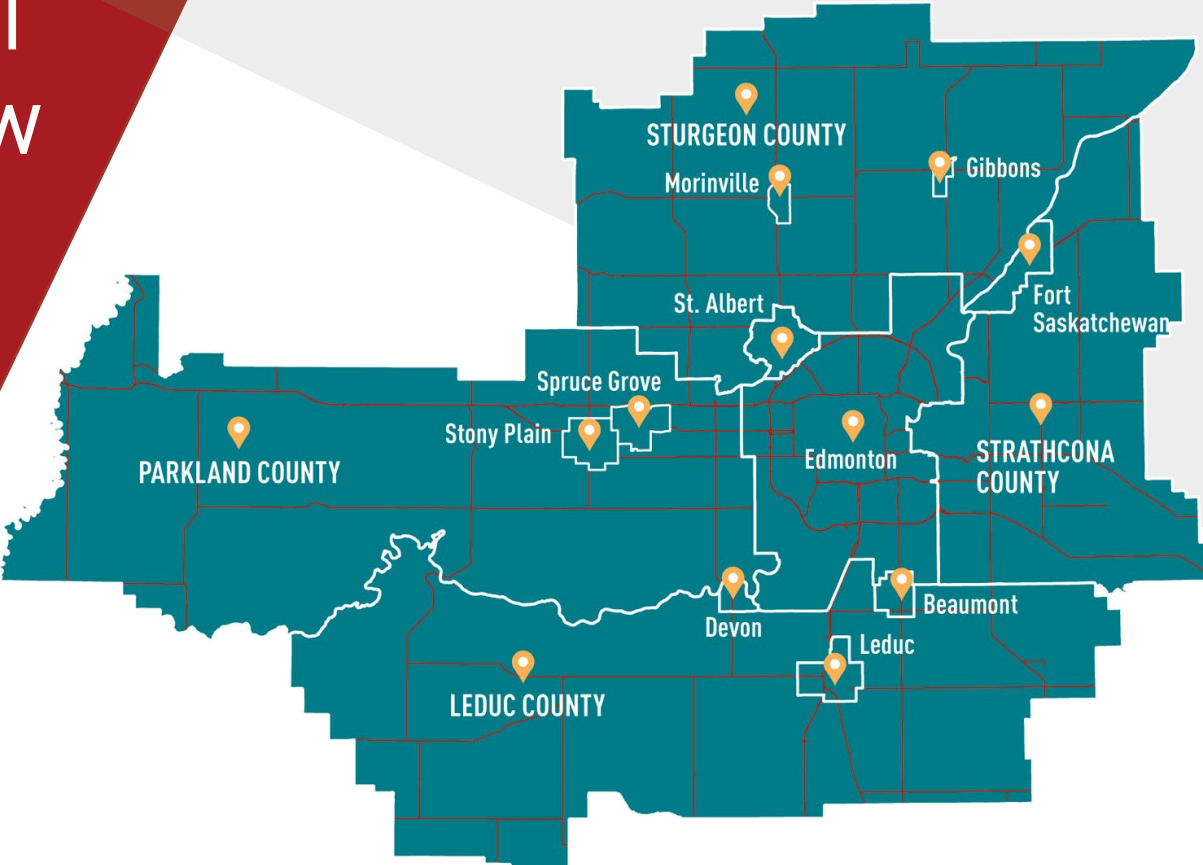 W
STURGEON COUNTY
Morinville
Gibbons
St. Albert
Fort
Saskatchewan
Spruce Grove
Stony Plain
PARKLAND COUNTY
Edmonton
STRATHCONA
COUNTY
Devon
Beaumont
Leduc
LEDUC COUNTY